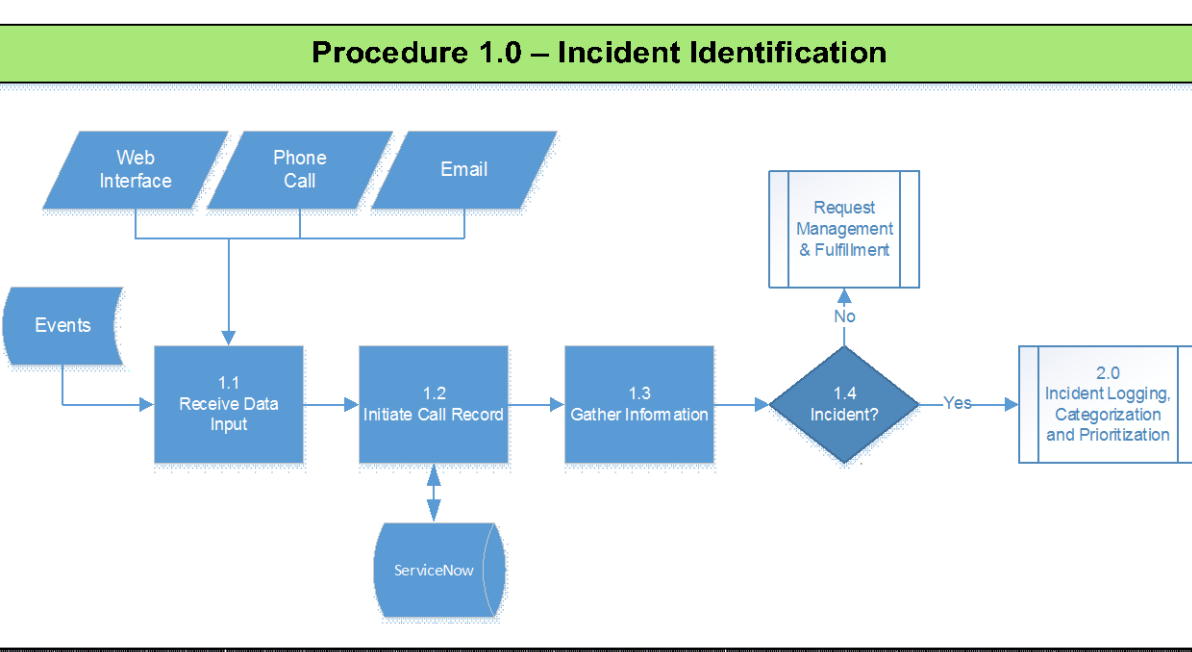 Procedure 1.0 – Incident Identification
Web
Interface
Phone
Call
Email
Request
Management
& Fulfillment
Events
No
1.1
Receive Data
Input
1.2
Initiate Call Record
1.3
Gather Information
1.4
Incident?
Yes
2.0
Incident Logging,
Categorization
and Prioritization
ServiceNow